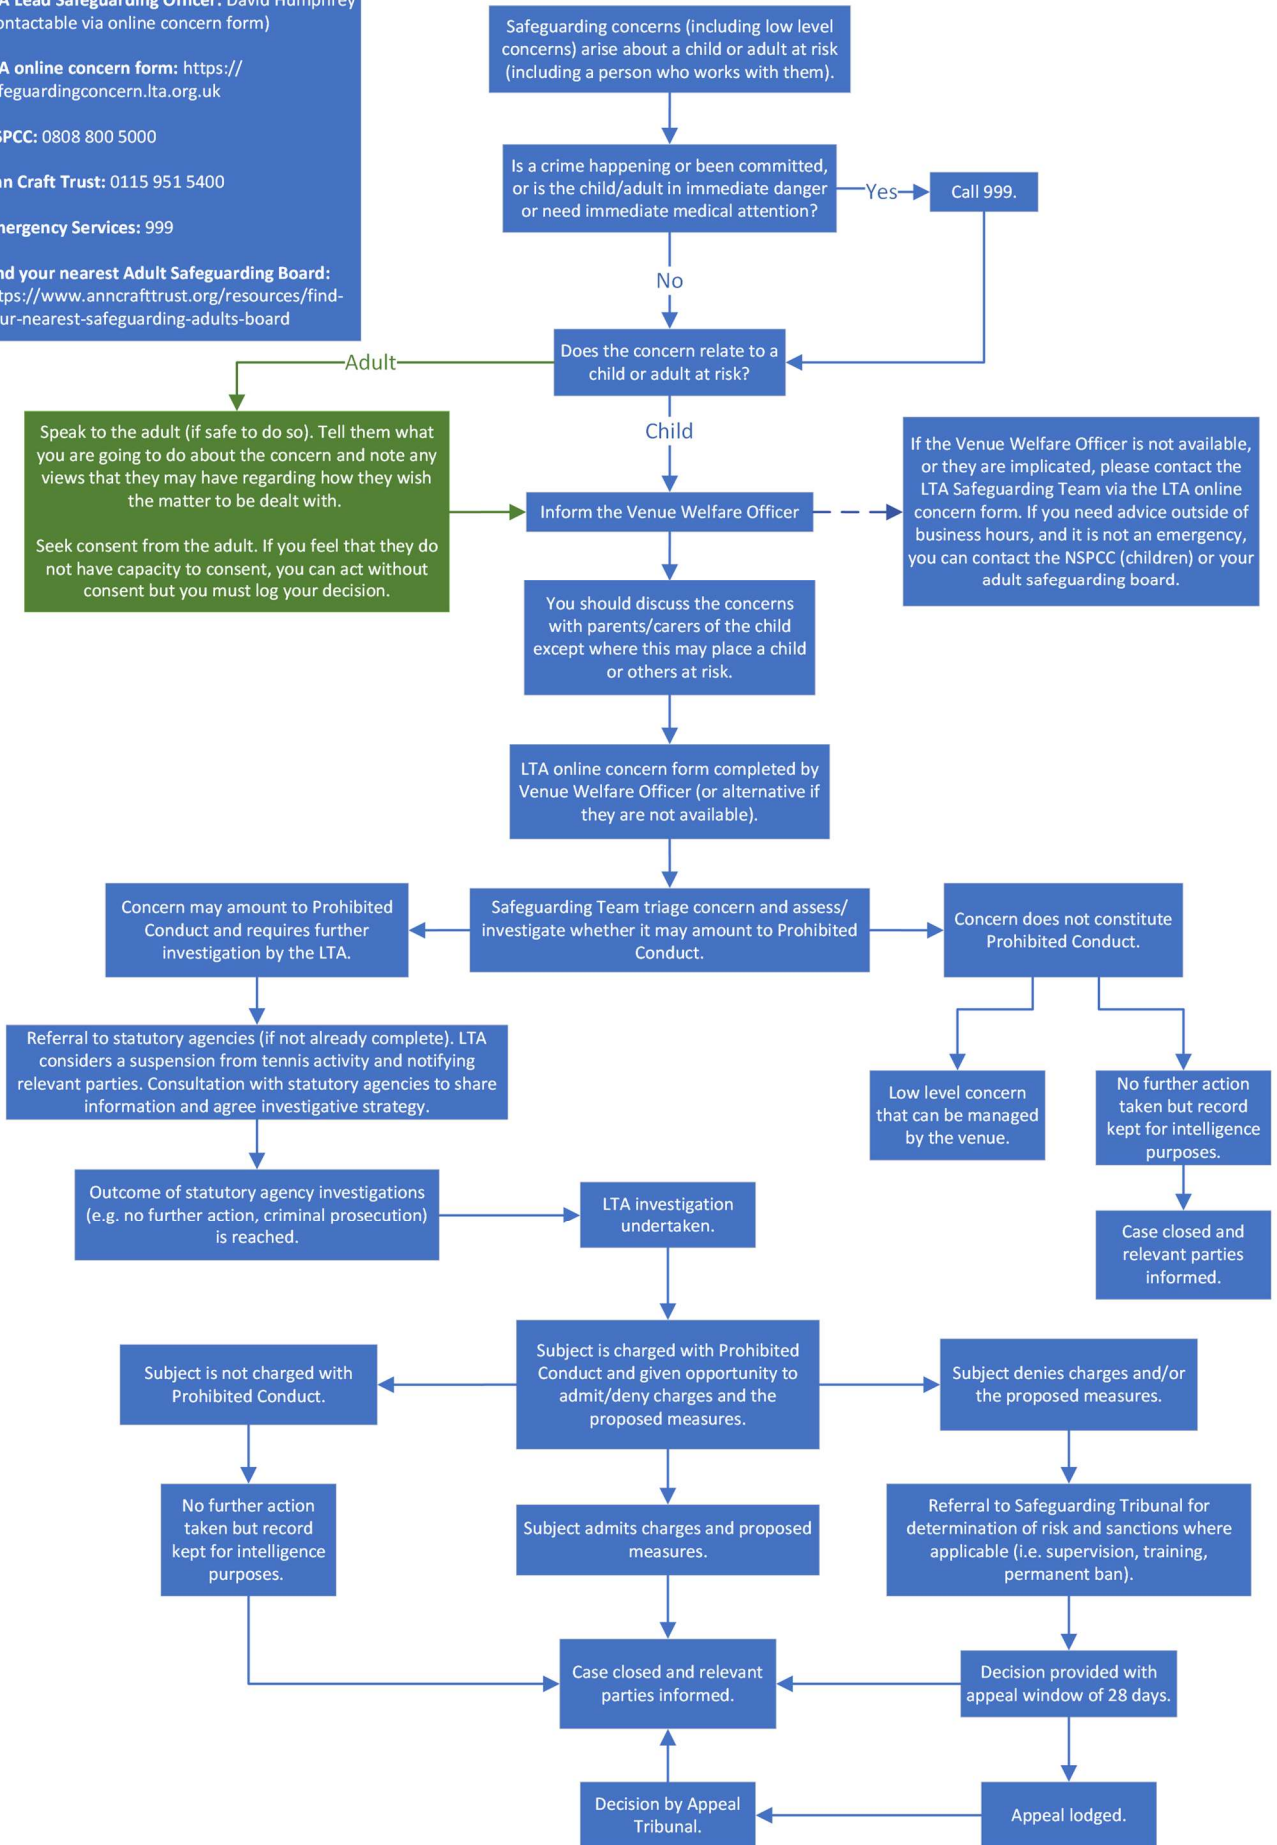 A Lead Safeguarding Officer: David Humphrey
ontactable via online concern form)
A online concern form: https://
feguardingconcern.lta.org.uk
SPCC: 0808 800 5000
nn Craft Trust: 0115 951 5400
mergency Services: 999
nd your nearest Adult Safeguarding Board:
tps://www.anncrafttrust.org/resources/find-
ur-nearest-safeguarding-adults-board
Safeguarding concerns (including low level
concerns) arise about a child or adult at risk
(including a person who works with them).
Is a crime happening or been committed,
or is the child/adult in immediate danger
or need immediate medical attention?
Yes
Call 999.
No
Does the concern relate to a
child or adult at risk?
Adult
Child
Speak to the adult (if safe to do so). Tell them what
you are going to do about the concern and note any
views that they may have regarding how they wish
the matter to be dealt with.
Seek consent from the adult. If you feel that they do
not have capacity to consent, you can act without
consent but you must log your decision.
Inform the Venue Welfare Officer
If the Venue Welfare Officer is not available,
or they are implicated, please contact the
LTA Safeguarding Team via the LTA online
concern form. If you need advice outside of
business hours, and it is not an emergency,
you can contact the NSPCC (children) or your
adult safeguarding board.
You should discuss the concerns
with parents/carers of the child
except where this may place a child
or others at risk.
LTA online concern form completed by
Venue Welfare Officer (or alternative if
they are not available).
Concern may amount to Prohibited
Conduct and requires further
investigation by the LTA.
Safeguarding Team triage concern and assess/
investigate whether it may amount to Prohibited
Conduct.
Concern does not constitute
Prohibited Conduct.
Referral to statutory agencies (if not already complete). LTA
considers a suspension from tennis activity and notifying
relevant parties. Consultation with statutory agencies to share
information and agree investigative strategy.
Low level concern
that can be managed
by the venue.
No further action
taken but record
kept for intelligence
purposes.
Outcome of statutory agency investigations
(e.g. no further action, criminal prosecution)
is reached.
LTA investigation
undertaken.
Case closed and
relevant parties
informed.
Subject is not charged with
Prohibited Conduct.
Subject is charged with Prohibited
Conduct and given opportunity to
admit/deny charges and the
proposed measures.
Subject denies charges and/or
the proposed measures.
No further action
taken but record
kept for intelligence
purposes.
Subject admits charges and proposed
measures.
Referral to Safeguarding Tribunal for
determination of risk and sanctions where
applicable (i.e. supervision, training,
permanent ban).
Case closed and relevant
parties informed.
Decision provided with
appeal window of 28 days.
Decision by Appeal
Tribunal.
Appeal lodged.